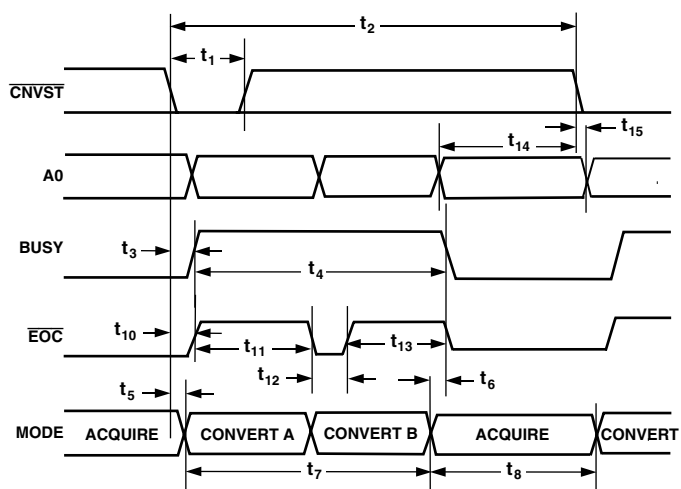 t2
t1
CNVST
t15
t14
A0
BUSY
t3
t4
t10
EOC
t11
t13
t12
t5
t6
MODE ACQUIRE CONVERT A CONVERT B ACQUIRE CONVERT
t7
t8